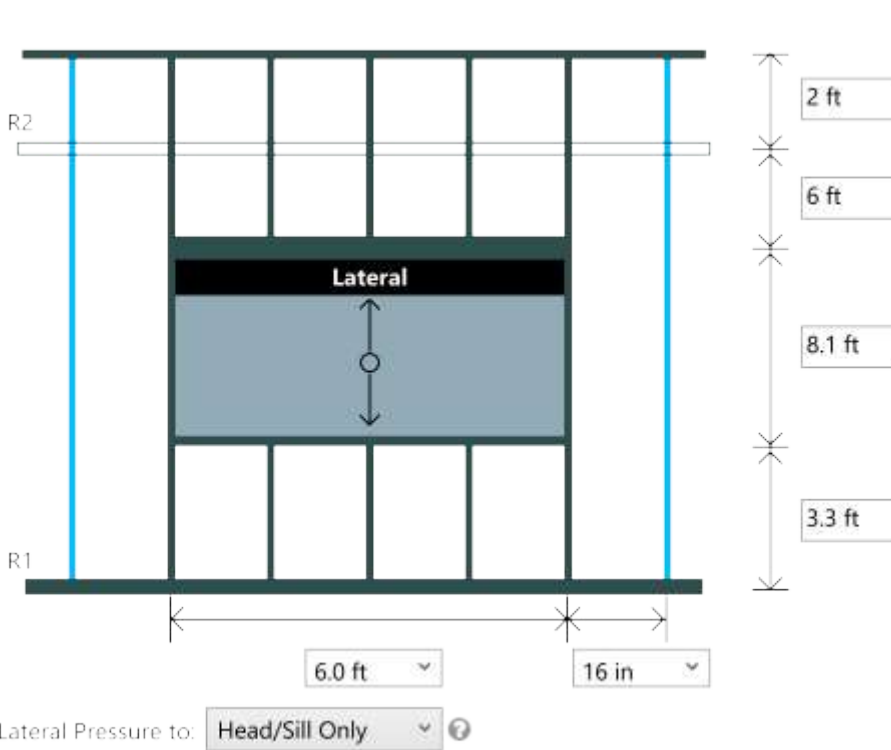 R2
2 ft
6 ft
Lateral
8.1 ft
3.3 ft
R1
6.0 ft
16 in
Lateral Pressure to: Head/Sill Only ?